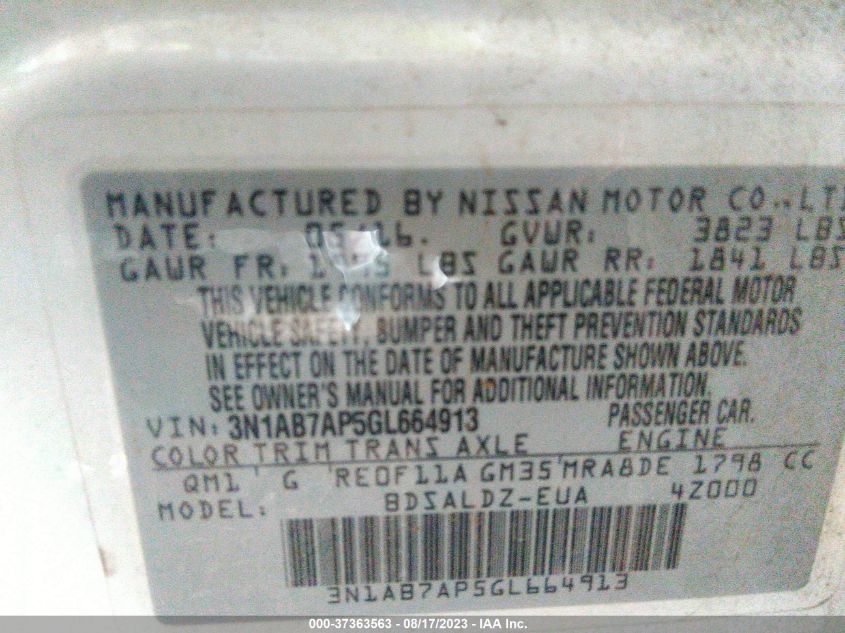 MANUFACTURED BY NISSAN MOTOR CO., LT
DATE: 05 16. GVWR: 3823 LBS
GAWR FR: LBS GAWR RR: 1841 LBS
THIS VEHICLE CONFORMS TO ALL APPLICABLE FEDERAL MOTOR
VEHICLE SAFETY, BUMPER AND THEFT PREVENTION STANDARDS
IN EFFECT ON THE DATE OF MANUFACTURE SHOWN ABOVE.
SEE OWNER'S MANUAL FOR ADDITIONAL INFORMATION.
VIN: 3N1AB7AP5GL664913 PASSENGER CAR.
COLOR TRIM TRANS AXLE ENGINE
QM1 G RE0F11A GM35 MRA8DE 1798 CC
MODEL: BDSALDZ-EUA 4Z000
3N1AB7AP5GL664913
000-37363563 - 08/17/2023 - IAA Inc.